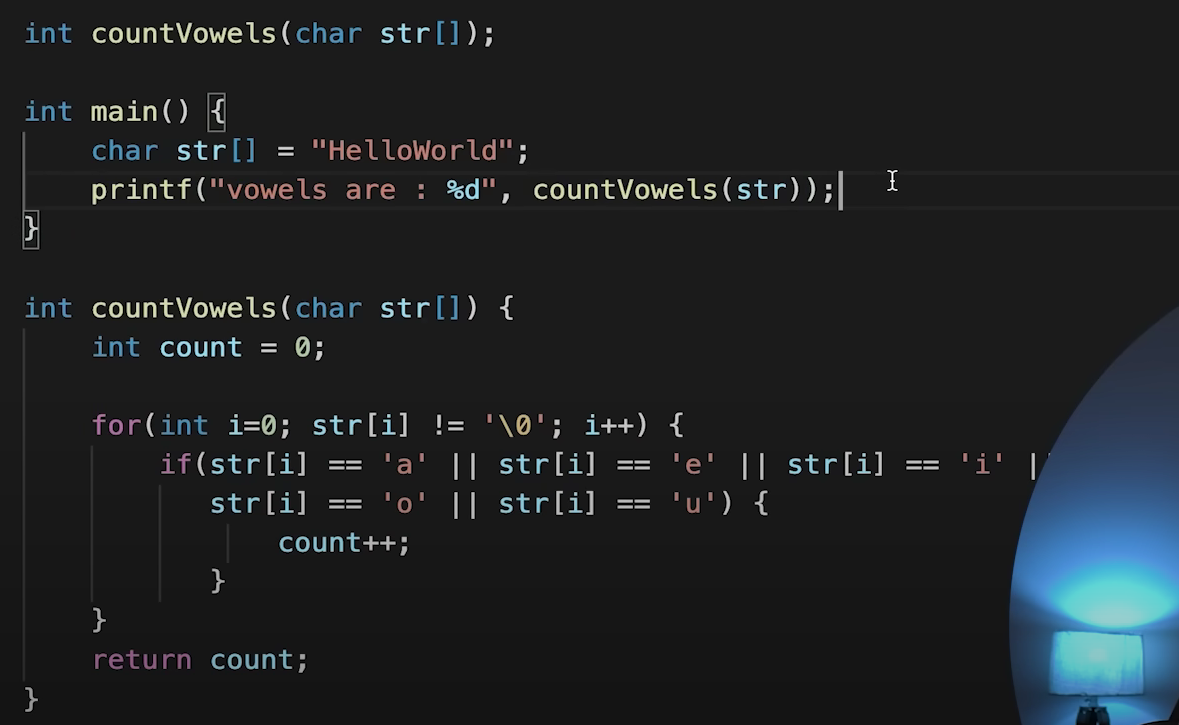 int countVowels(char str[]);
int main() {
    char str[] = "HelloWorld";
    printf("vowels are : %d", countVowels(str));
}
int countVowels(char str[]) {
    int count = 0;
    for(int i=0; str[i] != '\0'; i++) {
        if(str[i] == 'a' || str[i] == 'e' || str[i] == 'i' |
           str[i] == 'o' || str[i] == 'u') {
               count++;
           }
    }
    return count;
}